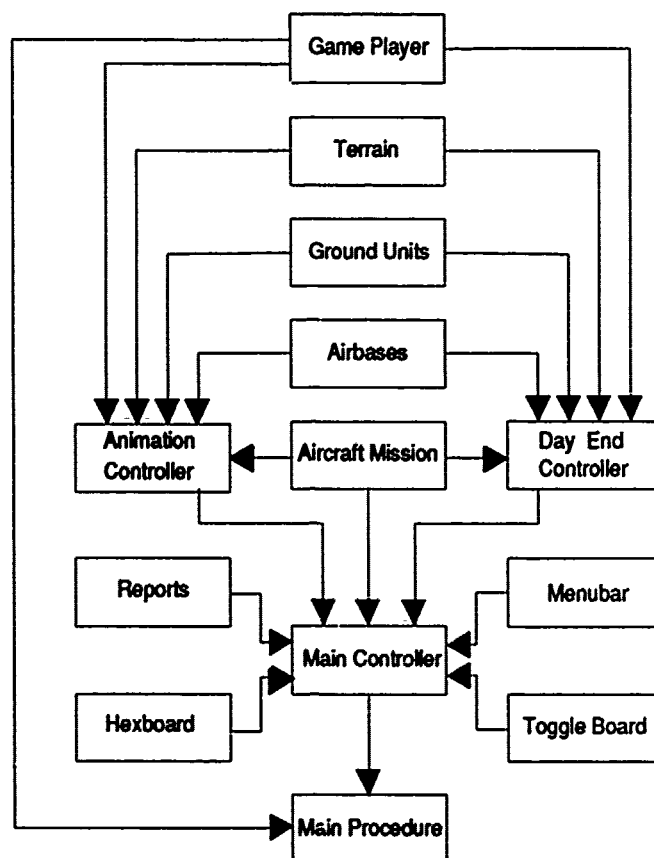 Game Player
Terrain
Ground Units
Airbases
Animation
Controller
Aircraft Mission
Day End
Controller
Reports
Menubar
Main Controller
Hexboard
Toggle Board
Main Procedure